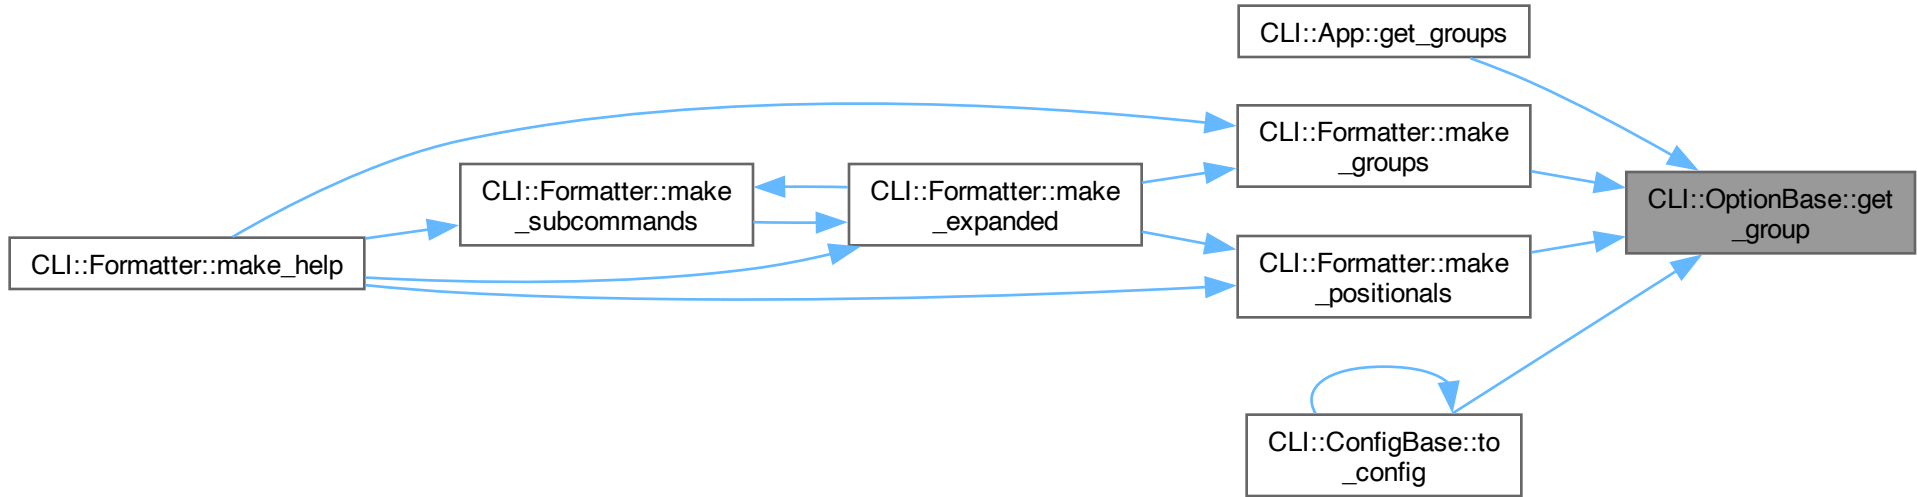 CLI::App::get_groups
CLI::Formatter::make
_groups
CLI::Formatter::make
_subcommands
CLI::Formatter::make
_expanded
CLI::OptionBase::get
_group
CLI::Formatter::make_help
CLI::Formatter::make
_positionals
CLI::ConfigBase::to
_config